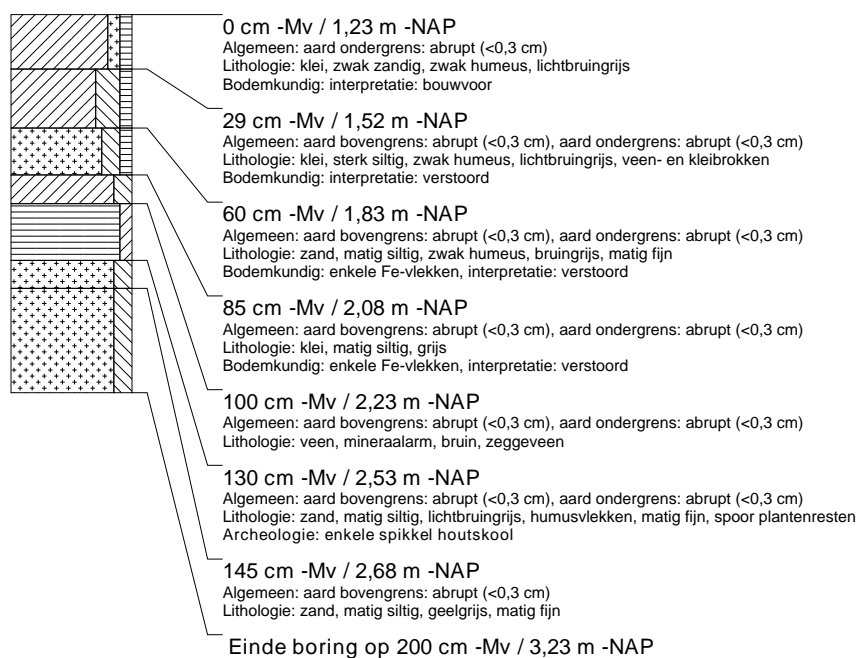 0 cm -Mv / 1,23 m -NAP
Algemeen: aard ondergrens: abrupt (<0,3 cm)
Lithologie: klei, zwak zandig, zwak humeus, lichtbruingrijs
Bodemkundig: interpretatie: bouwvoor
29 cm -Mv / 1,52 m -NAP
Algemeen: aard bovengrens: abrupt (<0,3 cm), aard ondergrens: abrupt (<0,3 cm)
Lithologie: klei, sterk siltig, zwak humeus, lichtbruingrijs, veen- en kleibrokken
Bodemkundig: interpretatie: verstoord
60 cm -Mv / 1,83 m -NAP
Algemeen: aard bovengrens: abrupt (<0,3 cm), aard ondergrens: abrupt (<0,3 cm)
Lithologie: zand, matig siltig, zwak humeus, bruingrijs, matig fijn
Bodemkundig: enkele Fe-vlekken, interpretatie: verstoord
85 cm -Mv / 2,08 m -NAP
Algemeen: aard bovengrens: abrupt (<0,3 cm), aard ondergrens: abrupt (<0,3 cm)
Lithologie: klei, matig siltig, grijs
Bodemkundig: enkele Fe-vlekken, interpretatie: verstoord
100 cm -Mv / 2,23 m -NAP
Algemeen: aard bovengrens: abrupt (<0,3 cm), aard ondergrens: abrupt (<0,3 cm)
Lithologie: veen, mineraalarm, bruin, zeggeveen
130 cm -Mv / 2,53 m -NAP
Algemeen: aard bovengrens: abrupt (<0,3 cm), aard ondergrens: abrupt (<0,3 cm)
Lithologie: zand, matig siltig, lichtbruingrijs, humusvlekken, matig fijn, spoor plantenresten
Archeologie: enkele spikkel houtskool
145 cm -Mv / 2,68 m -NAP
Algemeen: aard bovengrens: abrupt (<0,3 cm)
Lithologie: zand, matig siltig, geelgrijs, matig fijn
Einde boring op 200 cm -Mv / 3,23 m -NAP